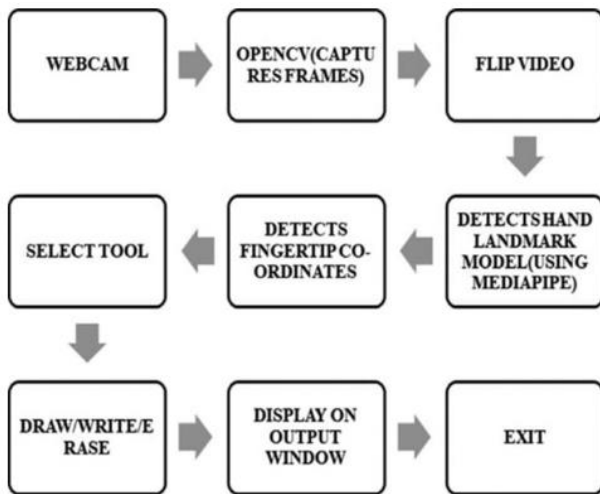 WEBCAM
OPENCV(CAPTU
RES FRAMES)
FLIP VIDEO
SELECT TOOL
DETECTS
FINGERTIP CO-
ORDINATES
DETECTS HAND
LANDMARK
MODEL(USING
MEDIAPIPE)
DRAW/WRITE/E
RASE
DISPLAY ON
OUTPUT
WINDOW
EXIT